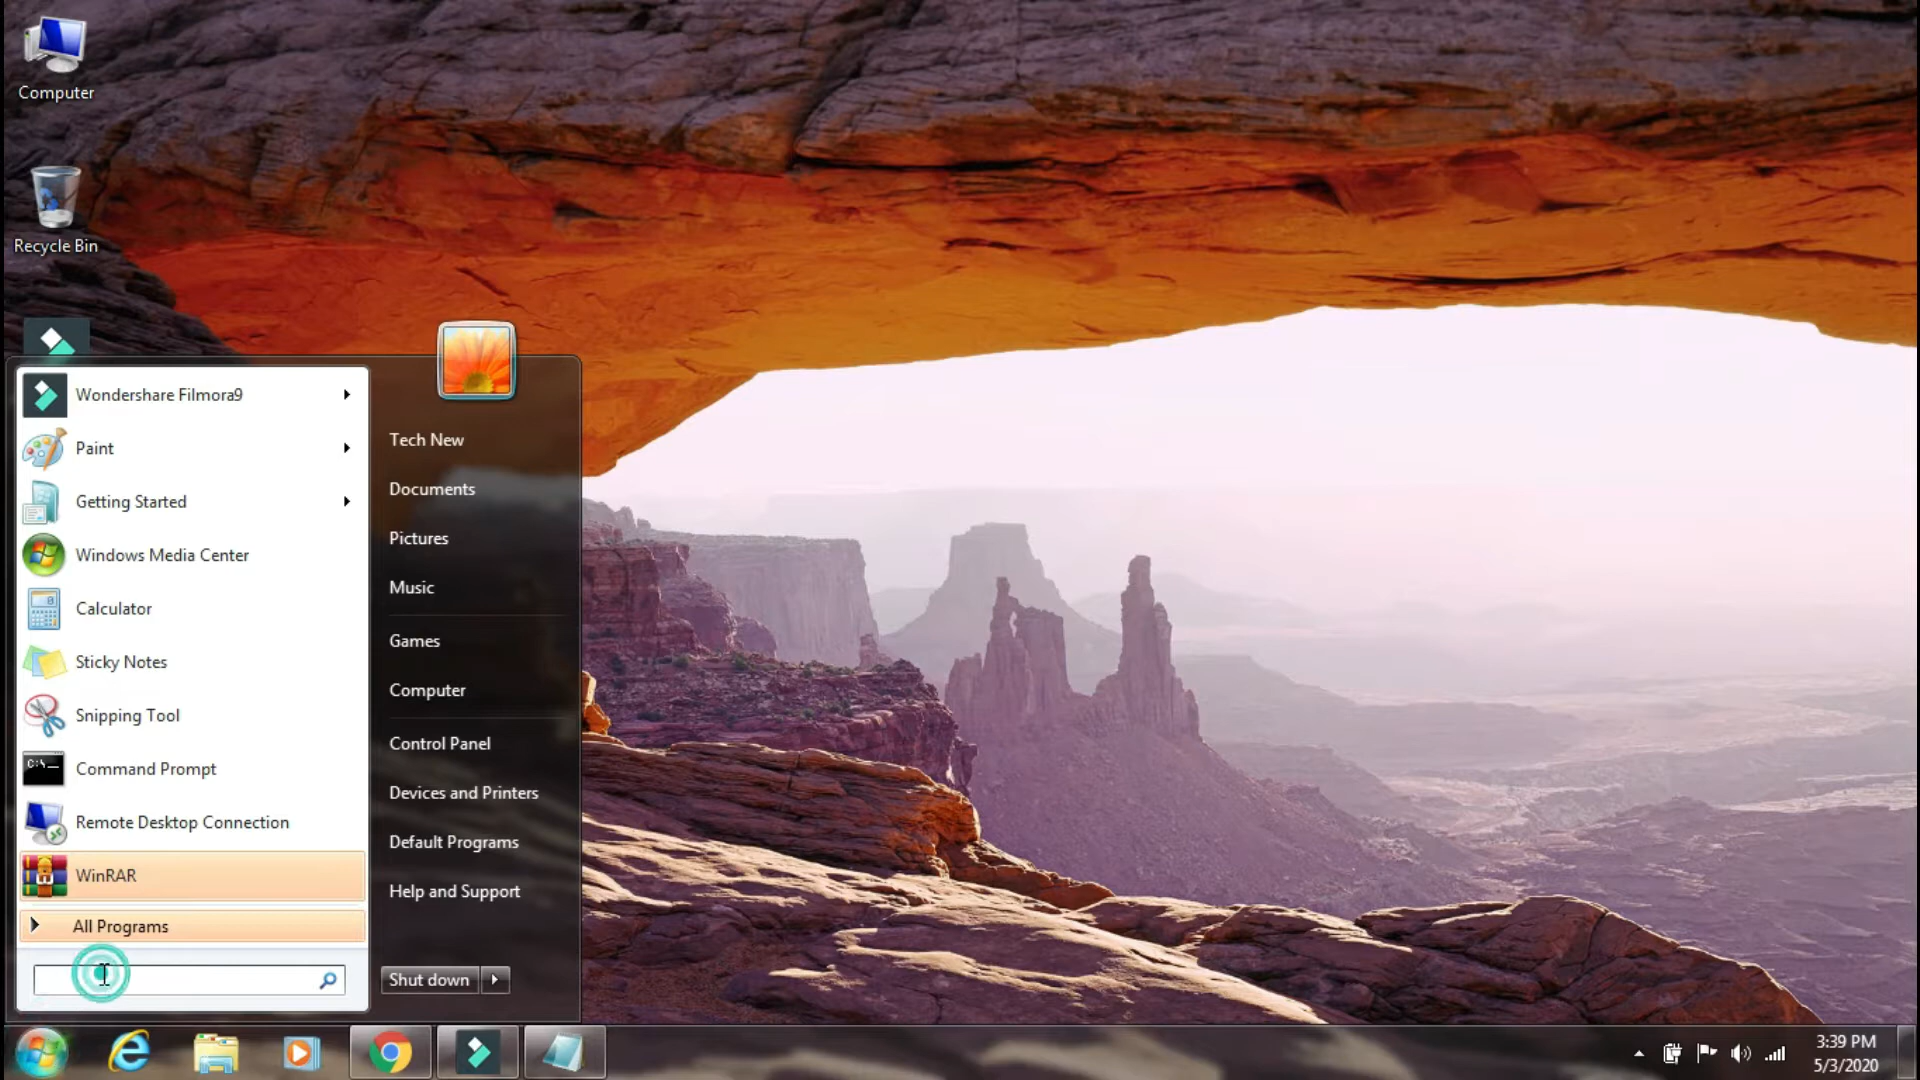 Computer
Recycle Bin
Wondershare Filmora9
Paint
Getting Started
Windows Media Center
Calculator
Sticky Notes
Snipping Tool
C:\
Command Prompt
Remote Desktop Connection
WinRAR
All Programs
Tech New
Documents
Pictures
Music
Games
Computer
Control Panel
Devices and Printers
Default Programs
Help and Support
Shut down
3:39 PM
5/3/2020